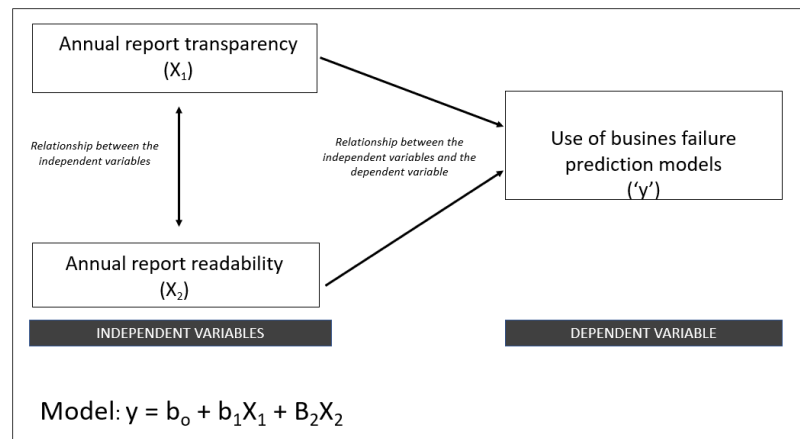 Annual report transparency
(X₁)
Relationship between the
independent variables
Relationship between the
independent variables and the
dependent variable
Use of busines failure
prediction models
(‘y’)
Annual report readability
(X₂)
INDEPENDENT VARIABLES
DEPENDENT VARIABLE
Model: y = bₒ + b₁X₁ + B₂X₂